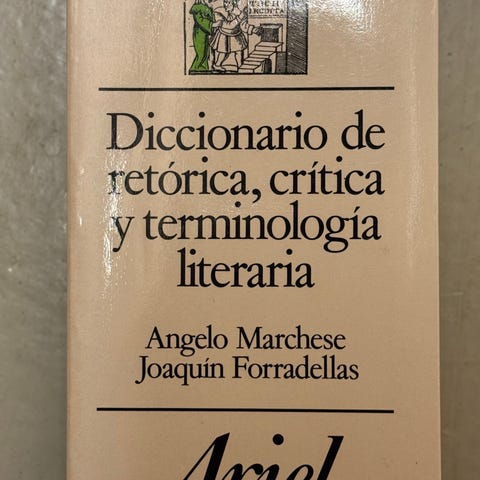 Diccionario de
retórica, crítica
y terminología
literaria
Angelo Marchese
Joaquín Forradellas
Ariel